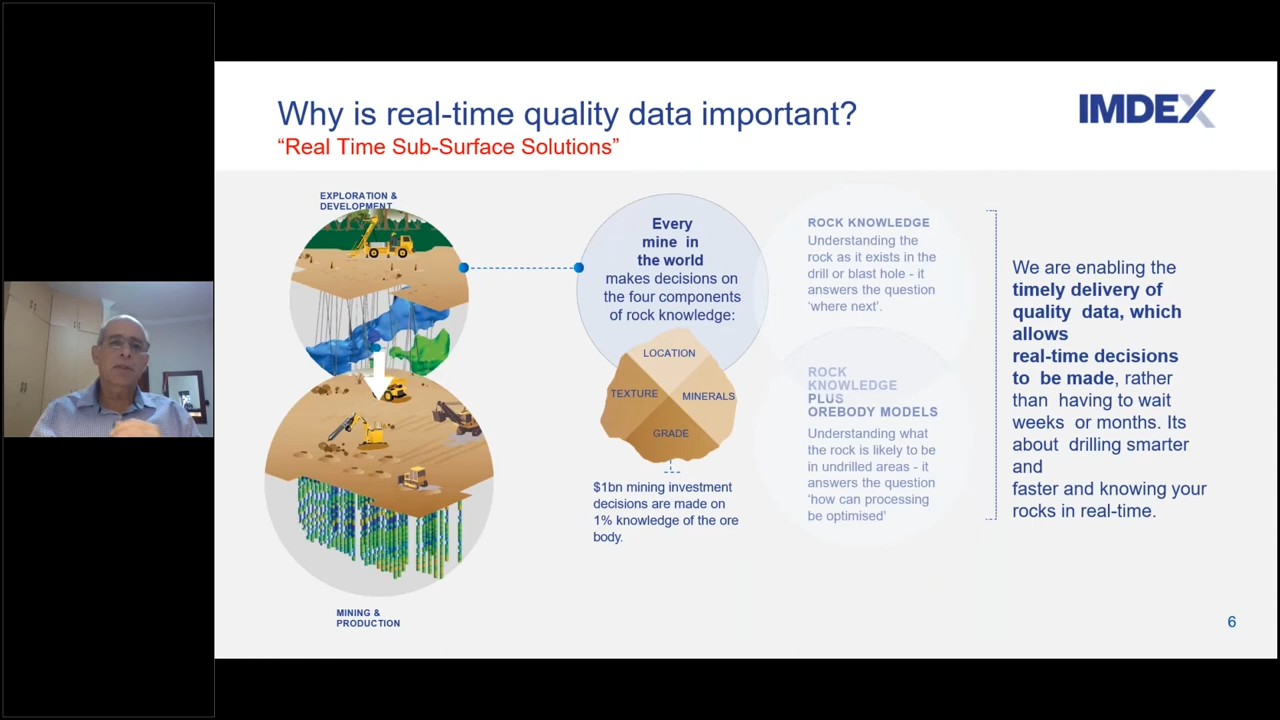 Why is real-time quality data important?
“Real Time Sub-Surface Solutions”
IMDEX
EXPLORATION &
DEVELOPMENT
MINING &
PRODUCTION
Every
mine in
the world
makes decisions on
the four components
of rock knowledge:
LOCATION
TEXTURE
MINERALS
GRADE
$1bn mining investment
decisions are made on
1% knowledge of the ore
body.
ROCK KNOWLEDGE
Understanding the
rock as it exists in the
drill or blast hole - it
answers the question
‘where next’.
ROCK
KNOWLEDGE
PLUS
OREBODY MODELS
Understanding what
the rock is likely to be
in undrilled areas - it
answers the question
‘how can processing
be optimised’
We are enabling the
timely delivery of
quality data, which
allows
real-time decisions
to be made, rather
than having to wait
weeks or months. Its
about drilling smarter
and
faster and knowing your
rocks in real-time.
6